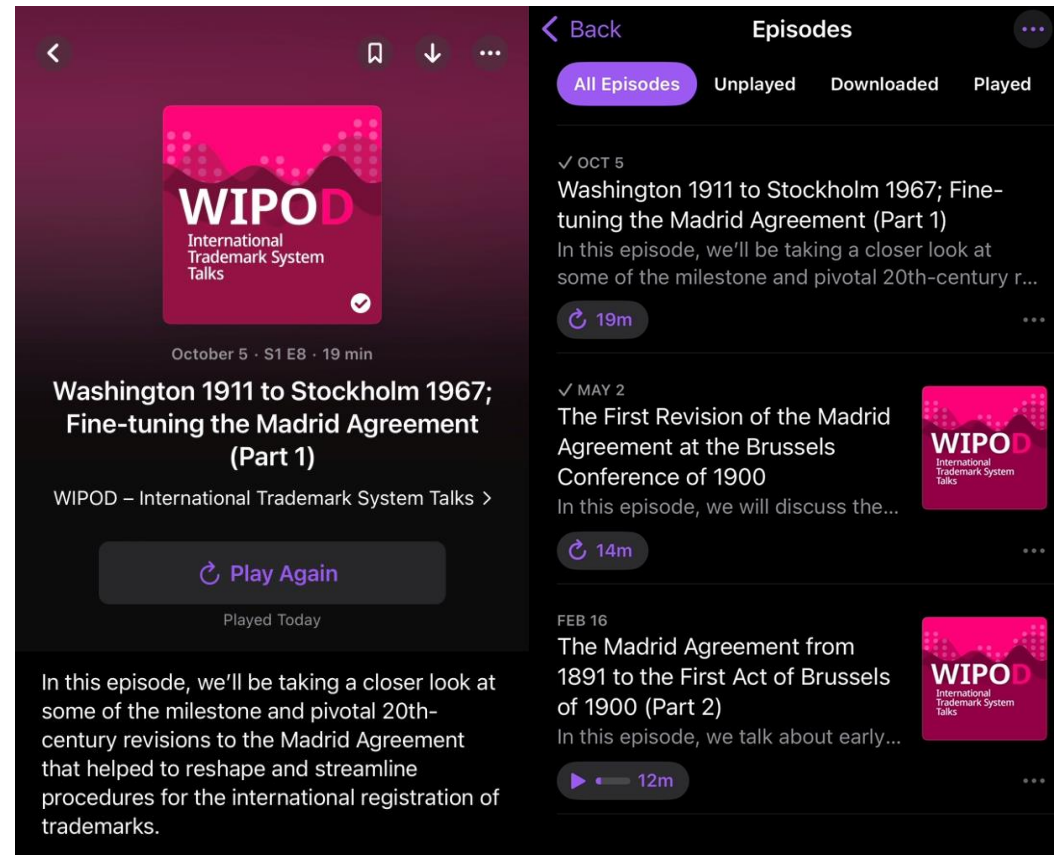 WIPOD
International
Trademark System
Talks
October 5 · S1 E8 · 19 min
Washington 1911 to Stockholm 1967;
Fine-tuning the Madrid Agreement
(Part 1)
WIPOD – International Trademark System Talks >
Play Again
Played Today
In this episode, we'll be taking a closer look at
some of the milestone and pivotal 20th-
century revisions to the Madrid Agreement
that helped to reshape and streamline
procedures for the international registration of
trademarks.
Back
Episodes
All Episodes
Unplayed
Downloaded
Played
✓ OCT 5
Washington 1911 to Stockholm 1967; Fine-
tuning the Madrid Agreement (Part 1)
In this episode, we'll be taking a closer look at
some of the milestone and pivotal 20th-century r...
19m
✓ MAY 2
The First Revision of the Madrid
Agreement at the Brussels
Conference of 1900
In this episode, we will discuss the...
14m
WIPOD
International
Trademark System
Talks
FEB 16
The Madrid Agreement from
1891 to the First Act of Brussels
of 1900 (Part 2)
In this episode, we talk about early...
12m
WIPOD
International
Trademark System
Talks